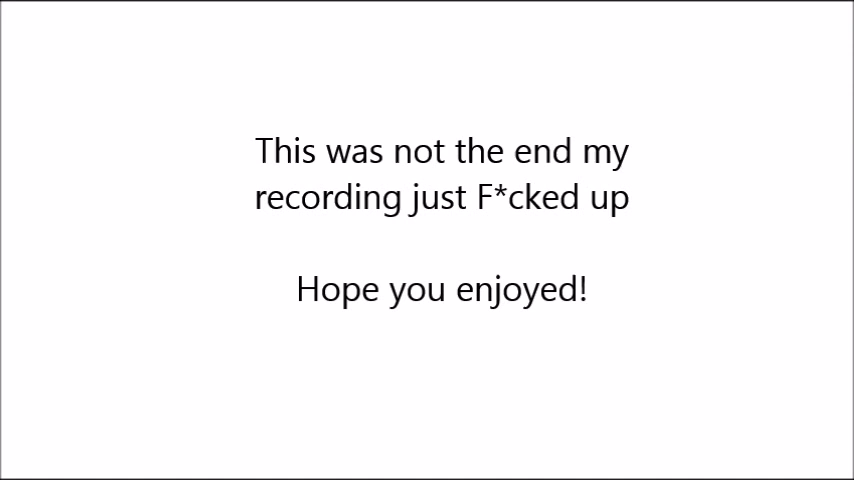 This was not the end my
recording just F*cked up
Hope you enjoyed!